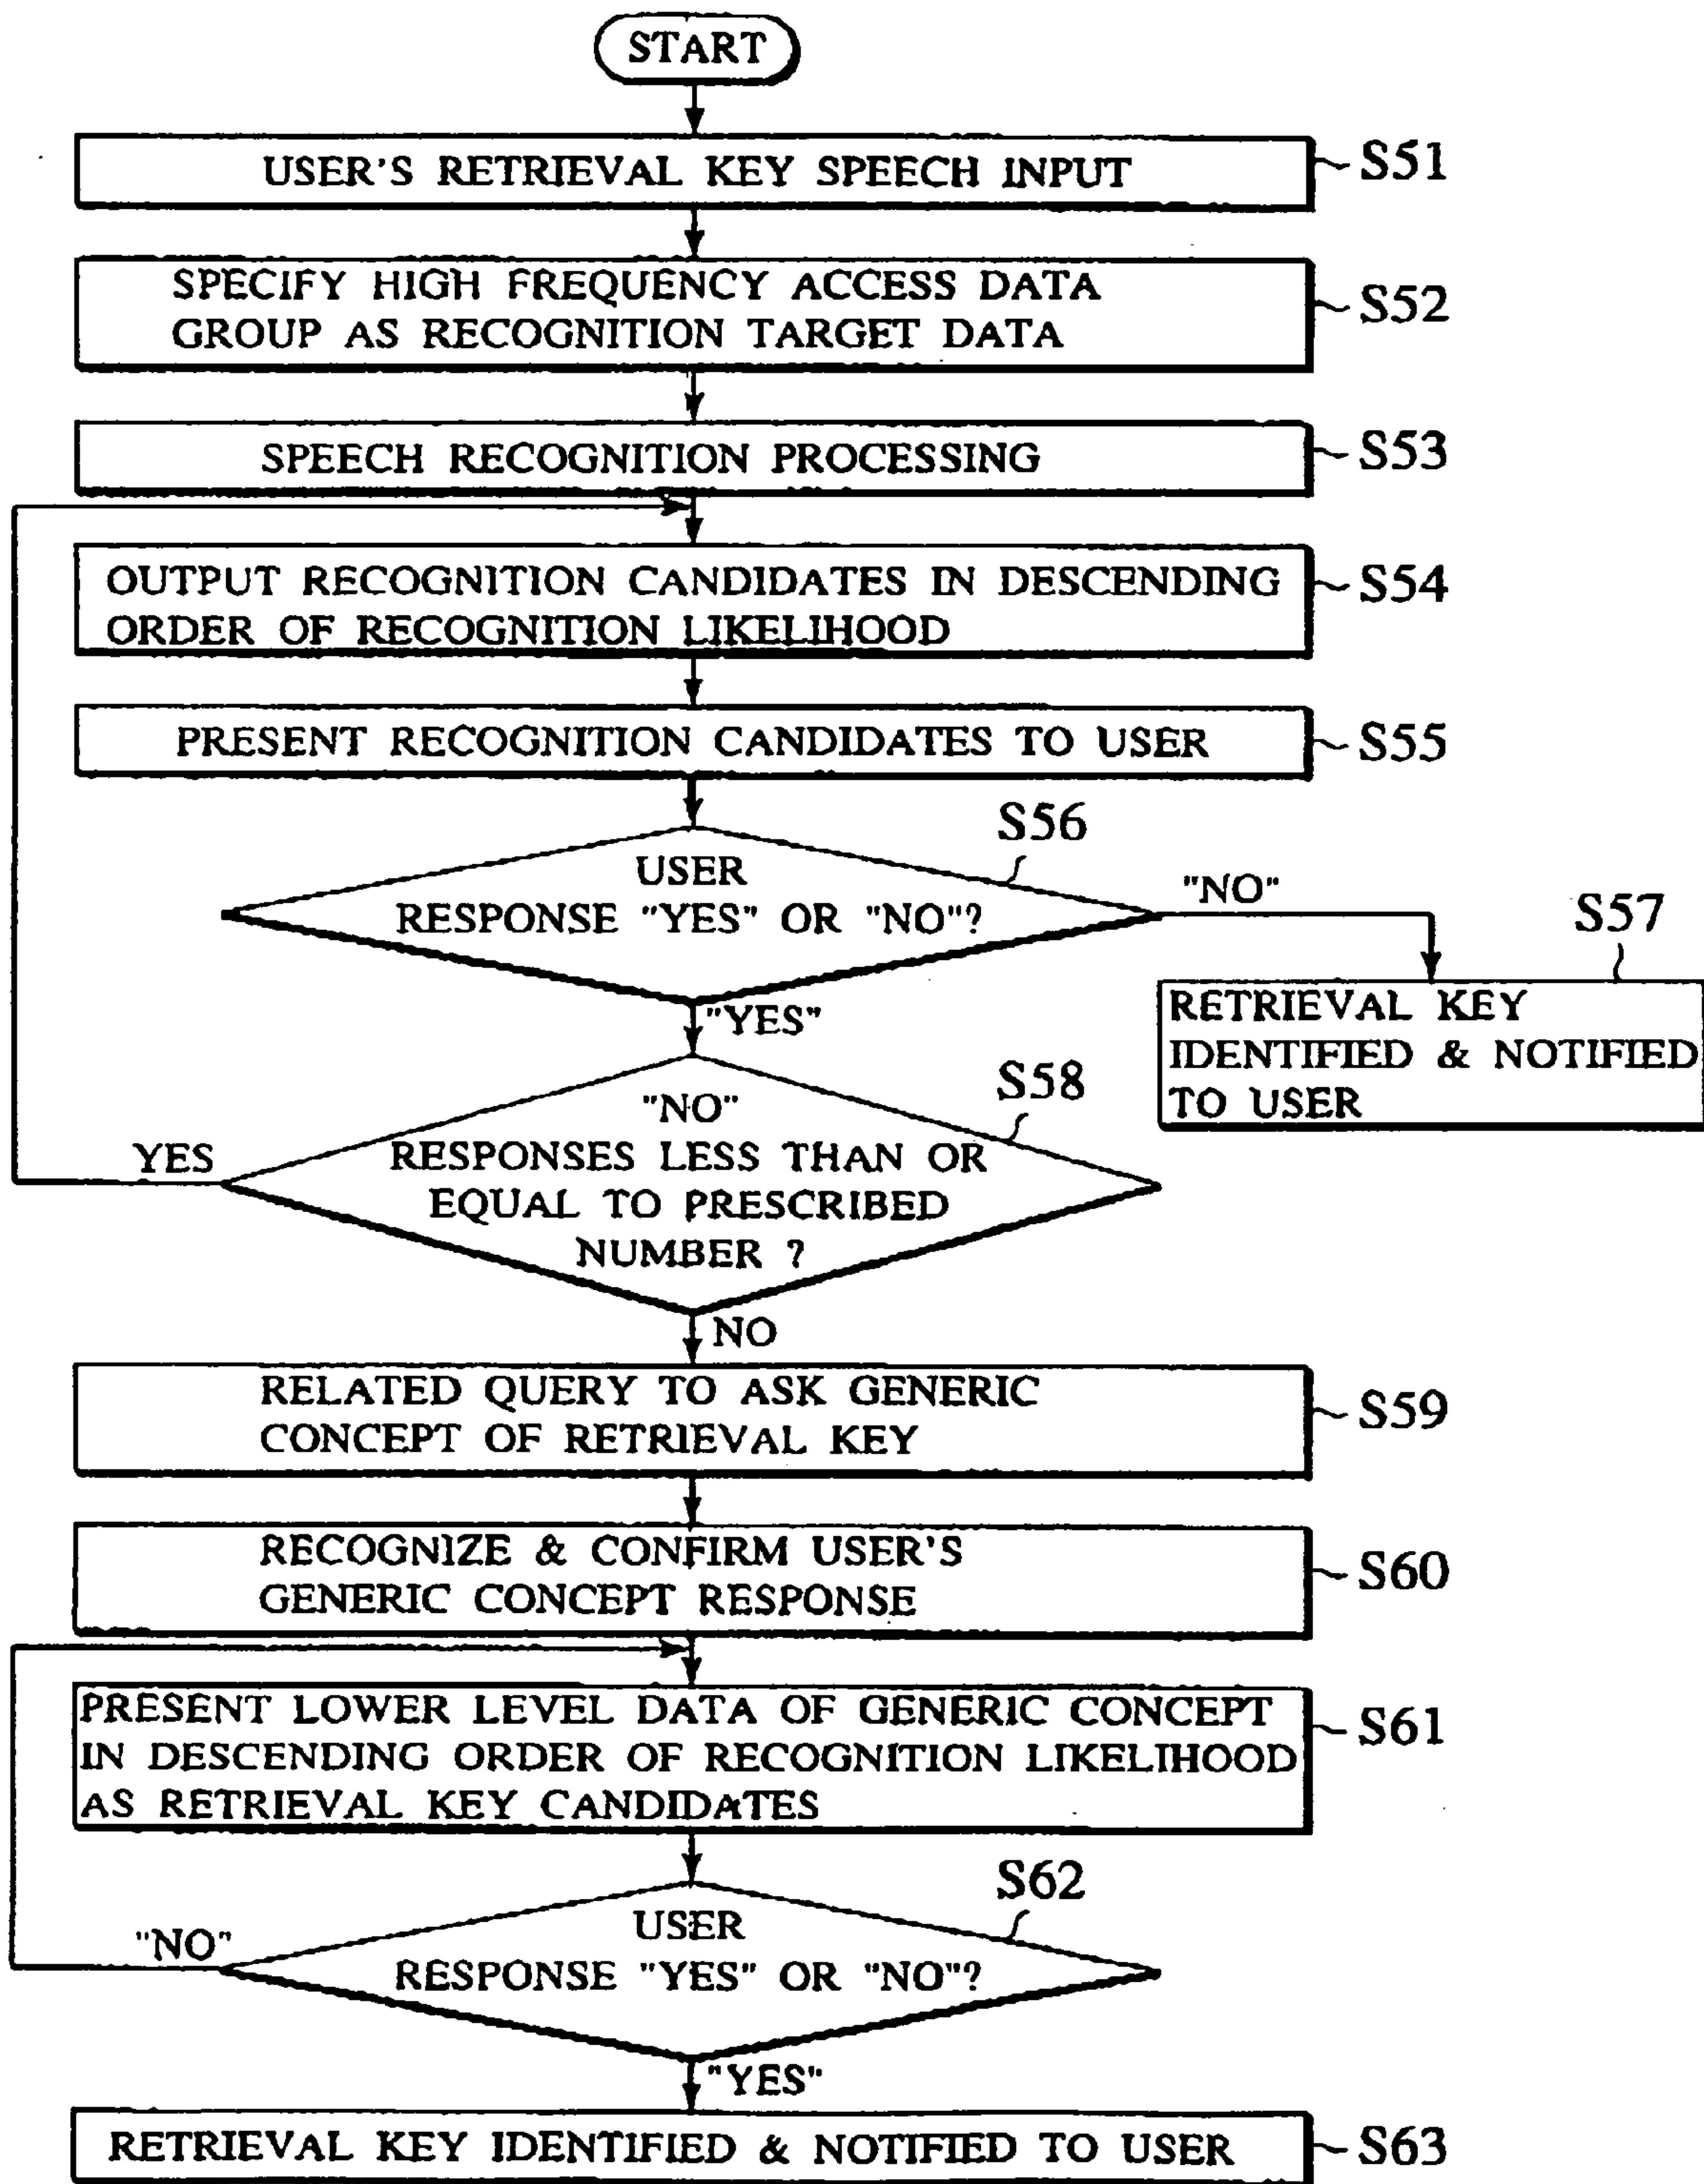 START
USER'S RETRIEVAL KEY SPEECH INPUT
S51
SPECIFY HIGH FREQUENCY ACCESS DATA
GROUP AS RECOGNITION TARGET DATA
S52
SPEECH RECOGNITION PROCESSING
S53
OUTPUT RECOGNITION CANDIDATES IN DESCENDING
ORDER OF RECOGNITION LIKELIHOOD
S54
PRESENT RECOGNITION CANDIDATES TO USER
S55
S56
USER
RESPONSE "YES" OR "NO"?
"NO"
S57
RETRIEVAL KEY
IDENTIFIED & NOTIFIED
TO USER
"YES"
S58
"NO"
RESPONSES LESS THAN OR
EQUAL TO PRESCRIBED
NUMBER ?
YES
NO
RELATED QUERY TO ASK GENERIC
CONCEPT OF RETRIEVAL KEY
S59
RECOGNIZE & CONFIRM USER'S
GENERIC CONCEPT RESPONSE
S60
PRESENT LOWER LEVEL DATA OF GENERIC CONCEPT
IN DESCENDING ORDER OF RECOGNITION LIKELIHOOD
AS RETRIEVAL KEY CANDIDATES
S61
S62
USER
RESPONSE "YES" OR "NO"?
"NO"
"YES"
RETRIEVAL KEY IDENTIFIED & NOTIFIED TO USER
S63